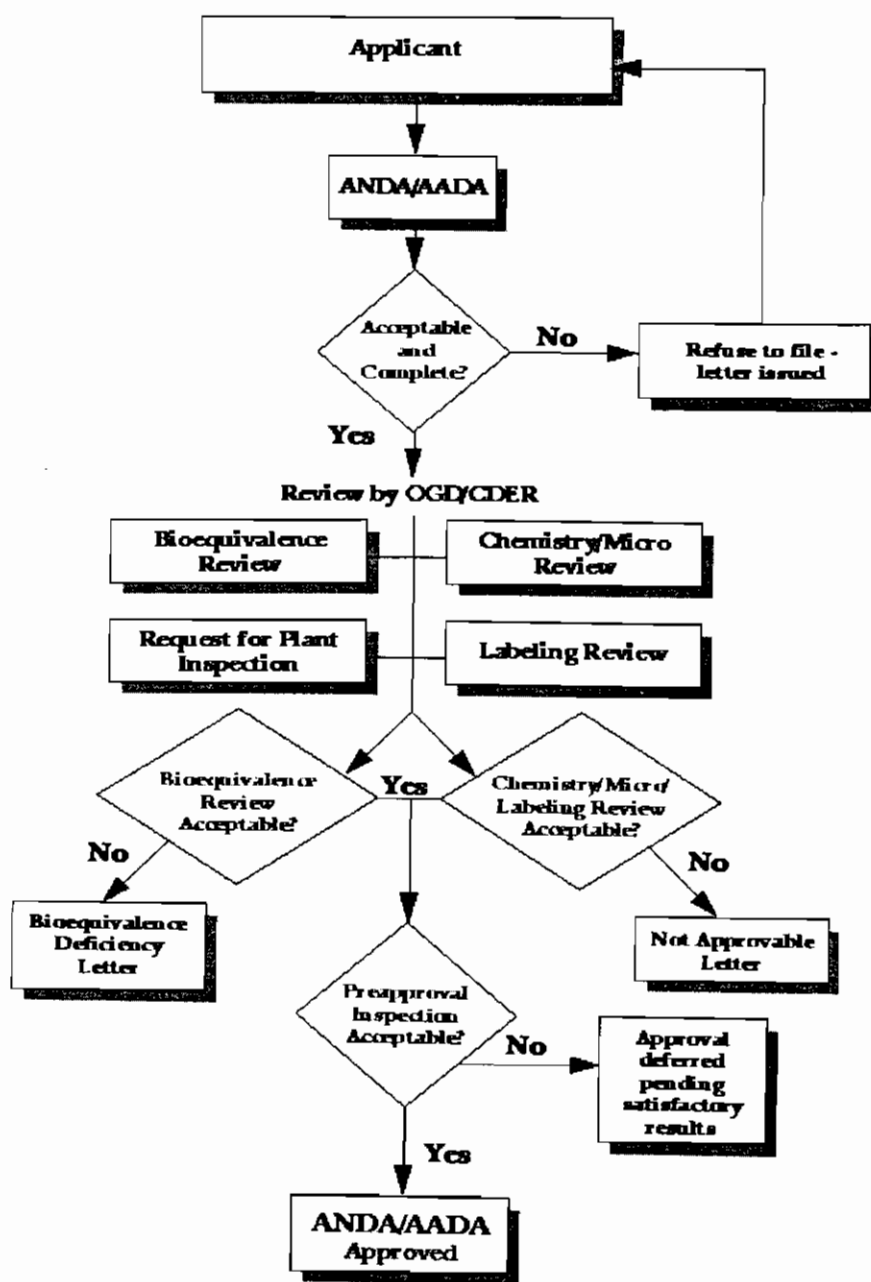 Applicant
ANDA/AADA
Acceptable
and
Complete?
No
Refuse to file -
letter issued
Yes
Review by OGD/CDER
Bioequivalence
Review
Chemistry/Micro
Review
Request for Plant
Inspection
Labeling Review
Bioequivalence
Review
Acceptable?
Yes
Chemistry/Micro/
Labeling Review
Acceptable?
No
No
Bioequivalence
Deficiency
Letter
Not Approvable
Letter
Preapproval
Inspection
Acceptable?
No
Approval
deferred
pending
satisfactory
results
Yes
ANDA/AADA
Approved